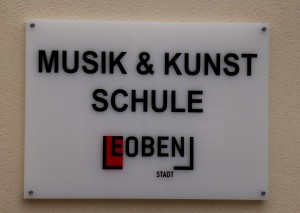 MUSIK & KUNST
SCHULE
LEOBEN
STADT